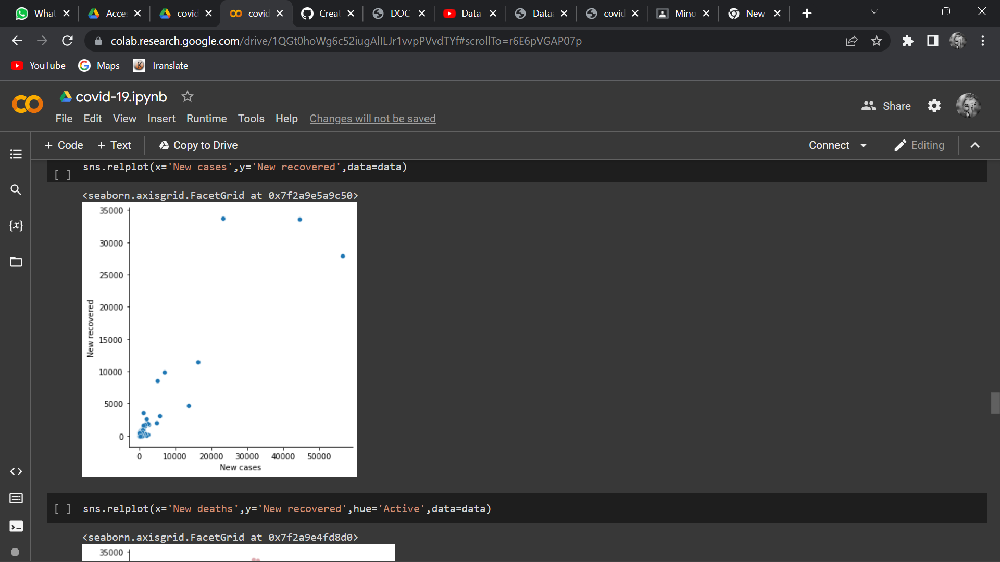 What
Acce
covid
covid
Creat
DOC
Data
Data
covid
Mino
New
colab.research.google.com/drive/1QGt0hoWg6c52iugAllLJr1vvpPVvdTYf#scrollTo=r6E6pVGAP07p
YouTube
Maps
Translate
covid-19.ipynb
File Edit View Insert Runtime Tools Help Changes will not be saved
Share
+ Code + Text Copy to Drive
Connect
Editing
[ ] sns.relplot(x='New cases',y='New recovered',data=data)
<seaborn.axisgrid.FacetGrid at 0x7f2a9e5a9c50>
35000
30000
25000
20000
15000
10000
5000
0
New recovered
0 10000 20000 30000 40000 50000
New cases
[ ] sns.relplot(x='New deaths',y='New recovered',hue='Active',data=data)
<seaborn.axisgrid.FacetGrid at 0x7f2a9e4fd8d0>
35000